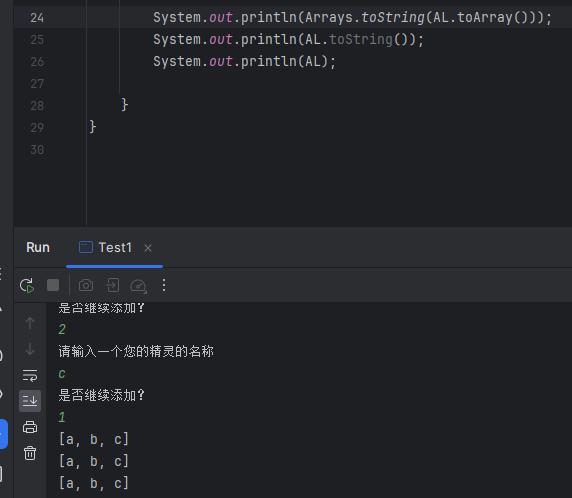 24 System.out.println(Arrays.toString(AL.toArray()));
25 System.out.println(AL.toString());
26 System.out.println(AL);
27
28 }
29 }
30
Run Test1
是否继续添加?
2
请输入一个您的精灵的名称
c
是否继续添加?
1
[a, b, c]
[a, b, c]
[a, b, c]